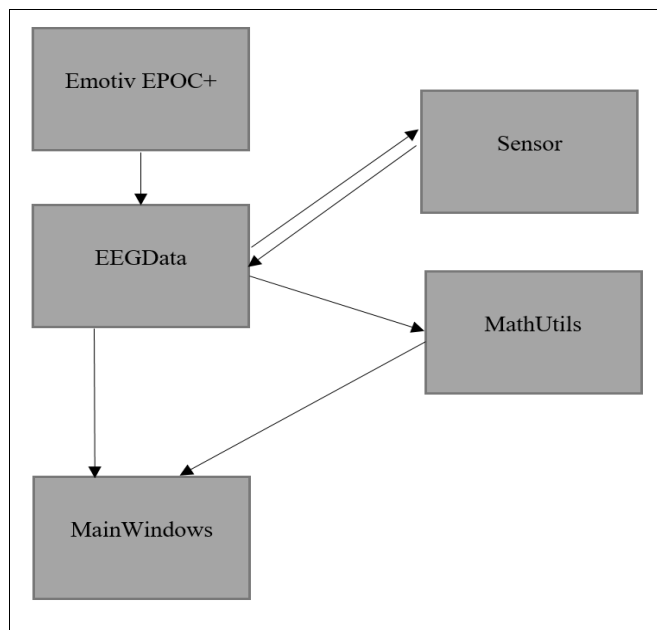 Emotiv EPOC+
Sensor
EEGData
MathUtils
MainWindows